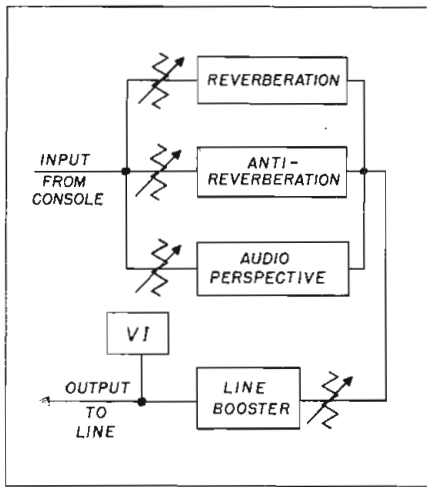 REVERBERATION
INPUT
FROM
CONSOLE
ANTI-
REVERBERATION
AUDIO
PERSPECTIVE
VI
OUTPUT
TO
LINE
LINE
BOOSTER